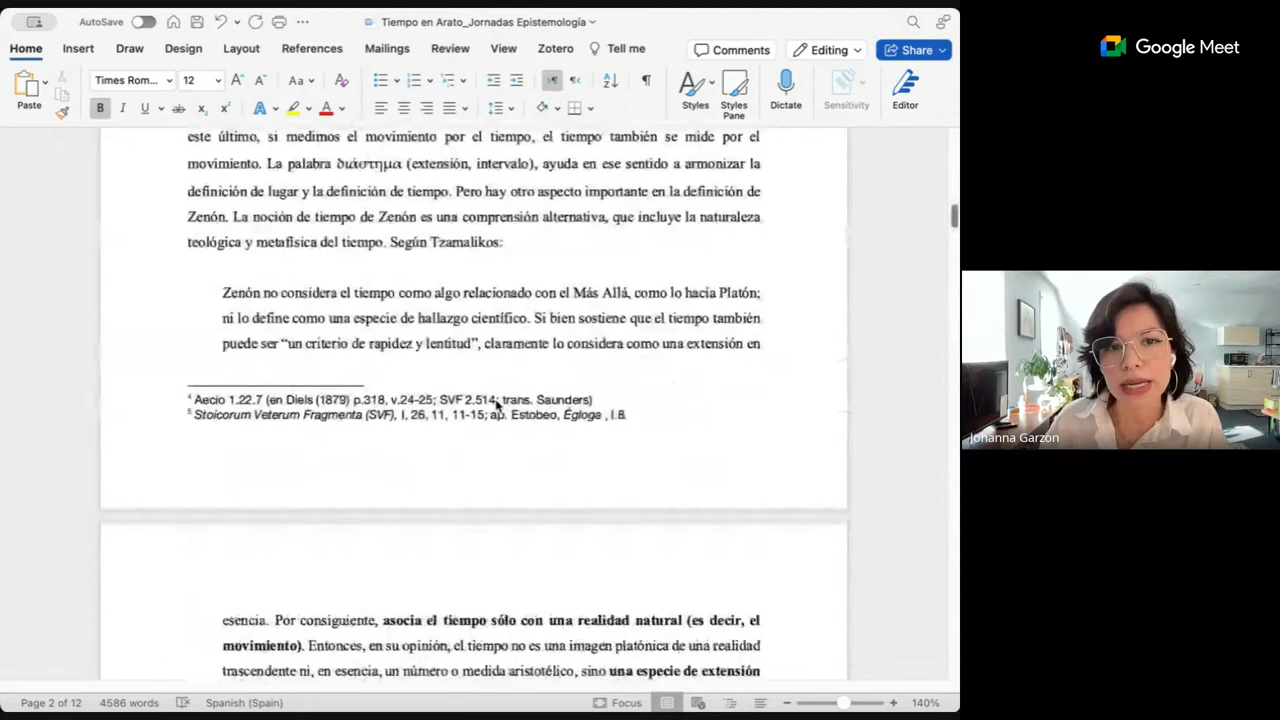 AutoSave
Tiempo en Arato_Jornadas Epistemología
Home Insert Draw Design Layout References Mailings Review View Zotero Tell me
Comments Editing Share
Paste
Times Rom... 12
Styles
Styles Pane
Dictate
Sensitivity
Editor
este último, si medimos el movimiento por el tiempo, el tiempo también se mide por el
movimiento. La palabra διάστημα (extensión, intervalo), ayuda en ese sentido a armonizar la
definición de lugar y la definición de tiempo. Pero hay otro aspecto importante en la definición de
Zenón. La noción de tiempo de Zenón es una comprensión alternativa, que incluye la naturaleza
teológica y metafísica del tiempo. Según Tzamalikos:
Zenón no considera el tiempo como algo relacionado con el Más Allá, como lo hacía Platón;
ni lo define como una especie de hallazgo científico. Si bien sostiene que el tiempo también
puede ser “un criterio de rapidez y lentitud”, claramente lo considera como una extensión en
4 Aecio 1.22.7 (en Diels (1879) p.318, v.24-25; SVF 2.514; trans. Saunders)
5 Stoicorum Veterum Fragmenta (SVF), I, 26, 11, 11-15; ap. Estobeo, Égloga , I.8.
esencia. Por consiguiente, asocia el tiempo sólo con una realidad natural (es decir, el
movimiento). Entonces, en su opinión, el tiempo no es una imagen platónica de una realidad
trascendente ni, en esencia, un número o medida aristotélico, sino una especie de extensión
Page 2 of 12 4586 words Spanish (Spain) Focus 140%
Google Meet
Johanna Garzon